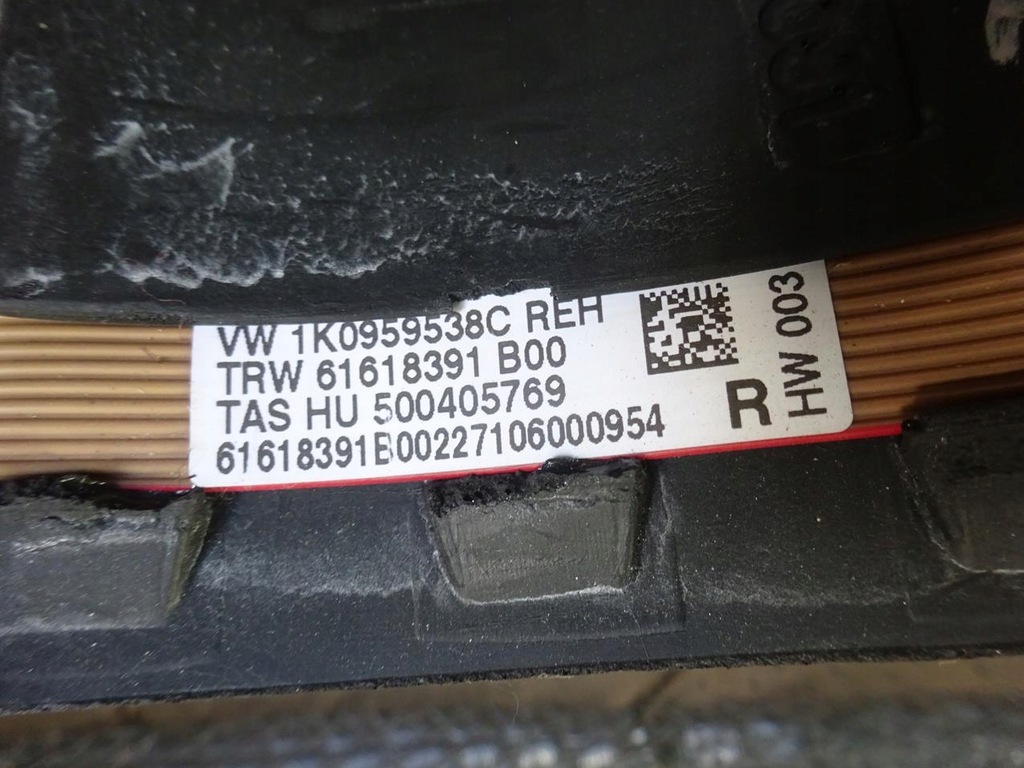 VW 1K0959538C REH
TRW 61618391 B00
TAS HU 500405769
61618391B00227106000954
R
HW 003